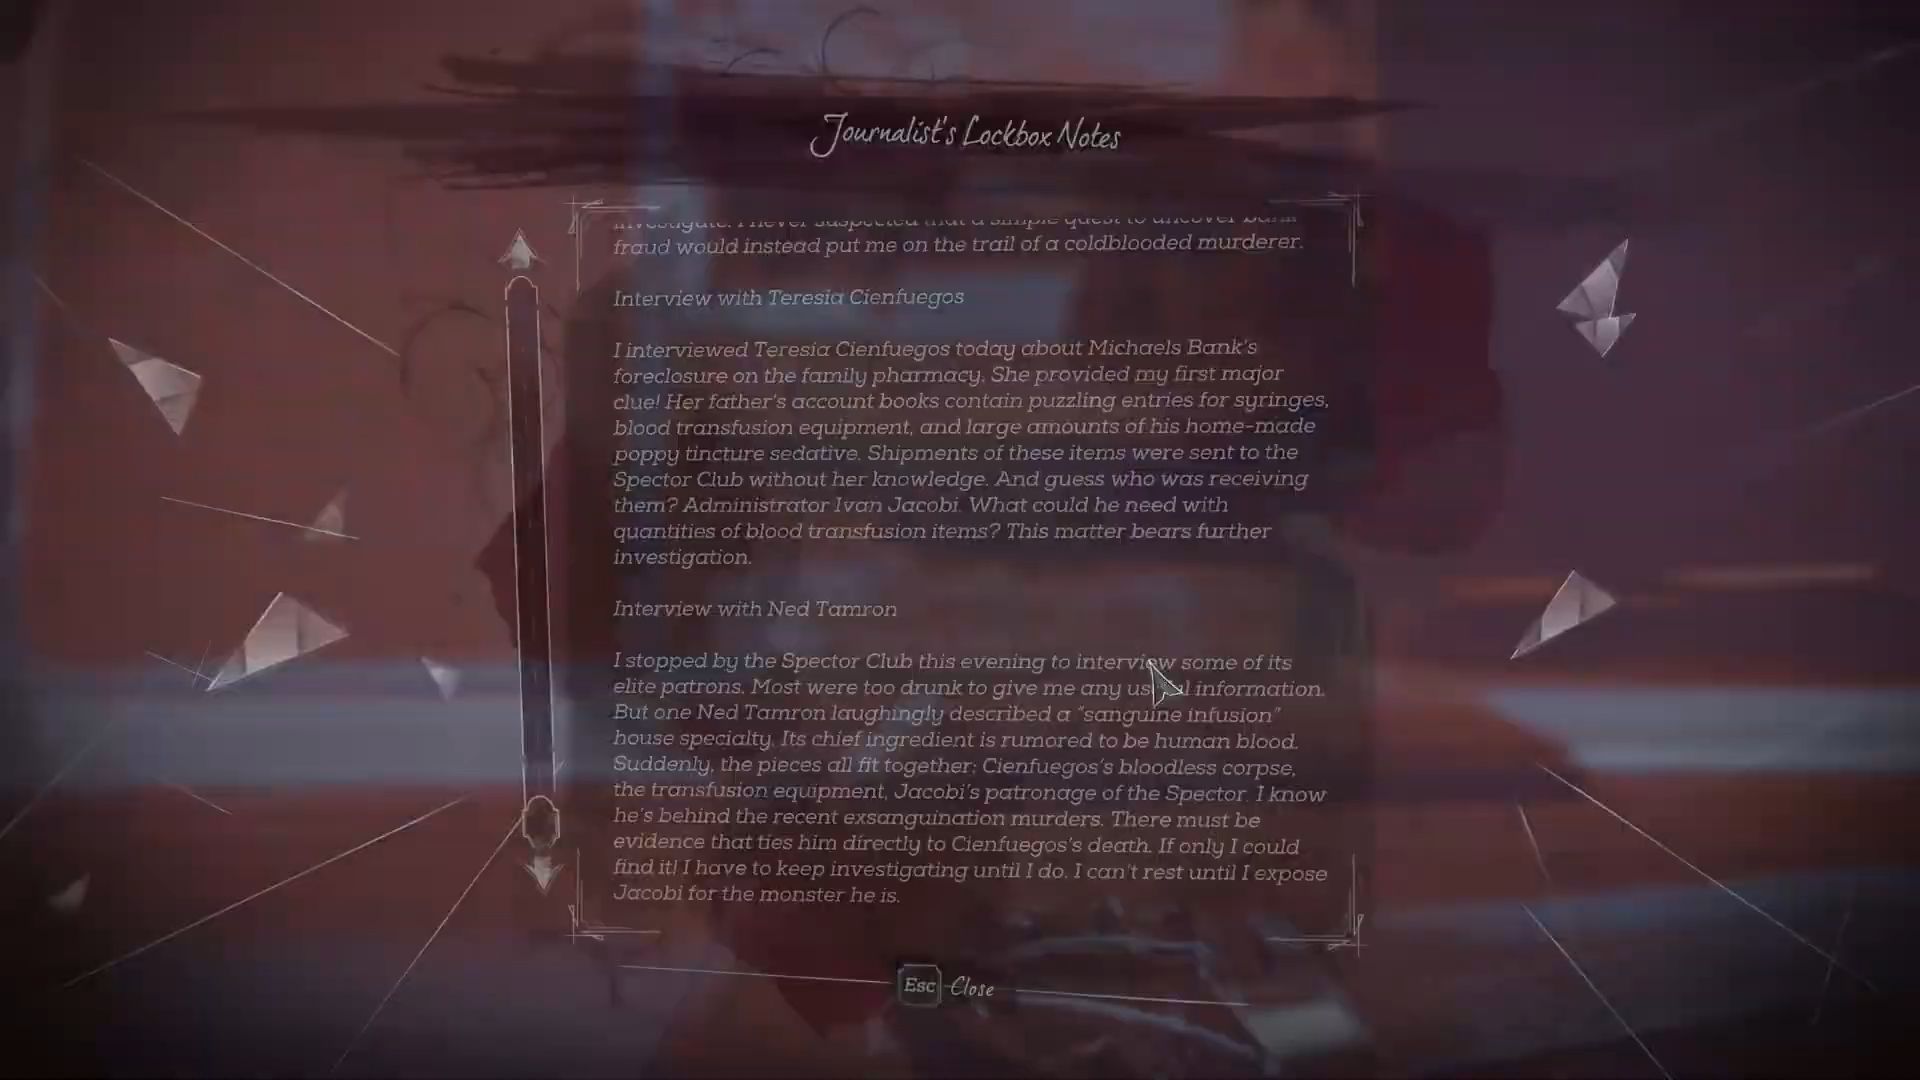 Journalist's Lockbox Notes
investigate. I never suspected that a simple quest to uncover bank
fraud would instead put me on the trail of a coldblooded murderer.
Interview with Teresia Cienfuegos
I interviewed Teresia Cienfuegos today about Michaels Bank's
foreclosure on the family pharmacy. She provided my first major
clue! Her father's account books contain puzzling entries for syringes,
blood transfusion equipment, and large amounts of his home-made
poppy tincture sedative. Shipments of these items were sent to the
Spector Club without her knowledge. And guess who was receiving
them? Administrator Ivan Jacobi. What could he need with
quantities of blood transfusion items? This matter bears further
investigation.
Interview with Ned Tamron
I stopped by the Spector Club this evening to interview some of its
elite patrons. Most were too drunk to give me any useful information.
But one Ned Tamron laughingly described a "sanguine infusion"
house specialty. Its chief ingredient is rumored to be human blood.
Suddenly, the pieces all fit together: Cienfuegos's bloodless corpse,
the transfusion equipment, Jacobi's patronage of the Spector. I know
he's behind the recent exsanguination murders. There must be
evidence that ties him directly to Cienfuegos's death. If only I could
find it! I have to keep investigating until I do. I can't rest until I expose
Jacobi for the monster he is.
Esc Close